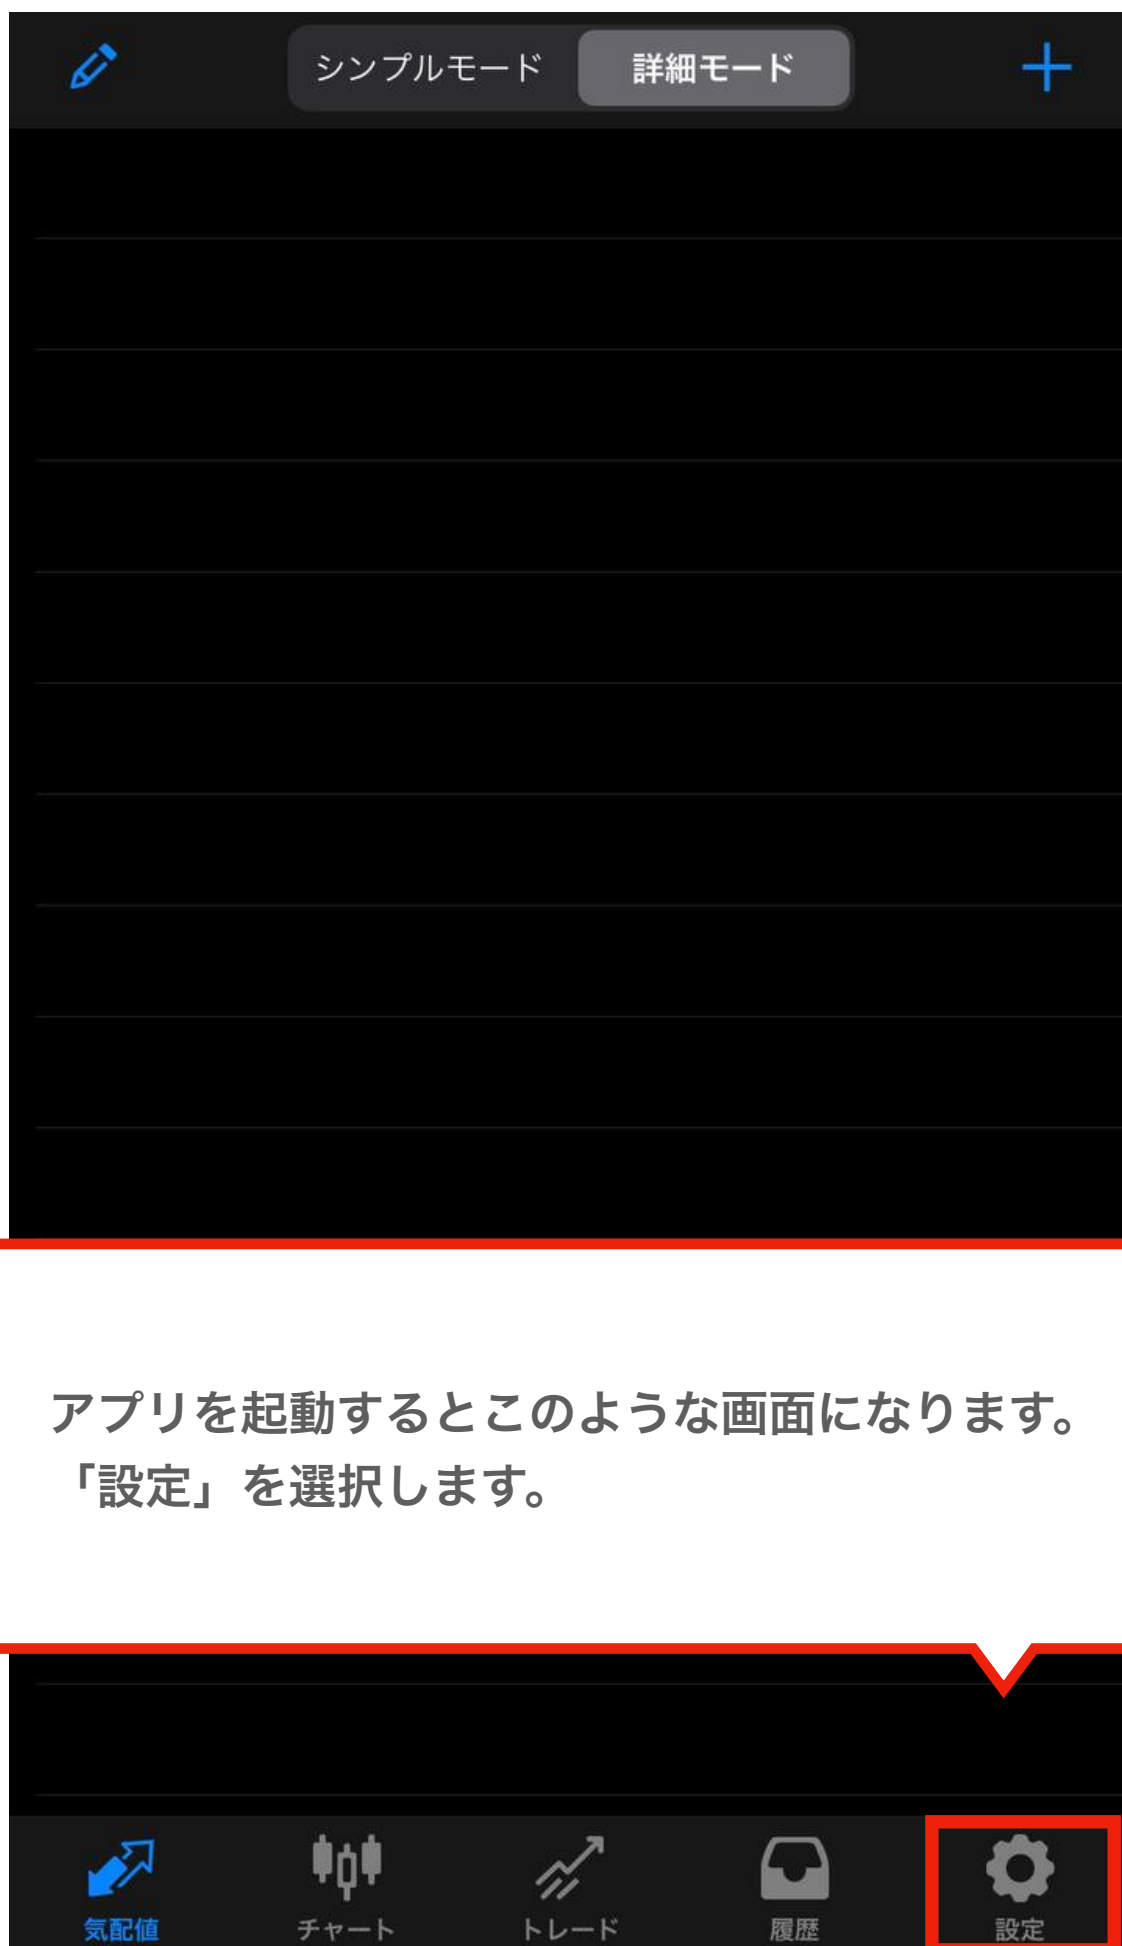 シンプルモード 詳細モード
アプリを起動するとこのような画面になります。
「設定」を選択します。
気配値 チャート トレード 履歴 設定